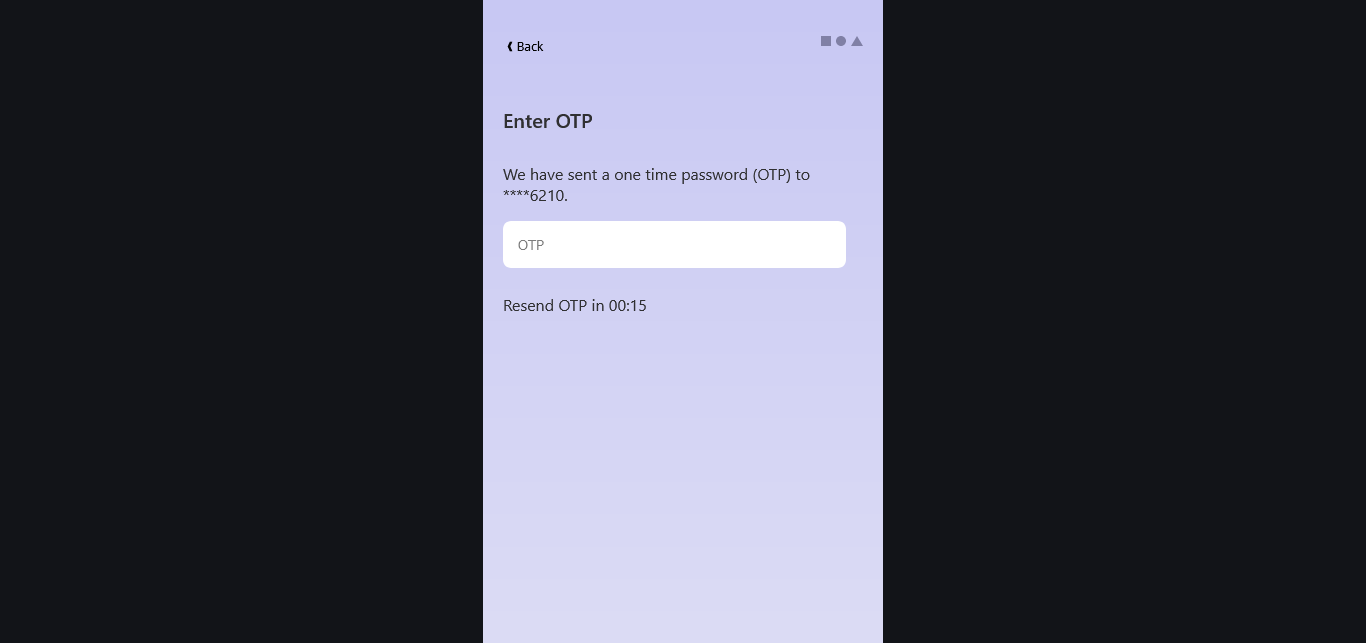 ❰ Back
Enter OTP
We have sent a one time password (OTP) to
****6210.
OTP
Resend OTP in 00:15